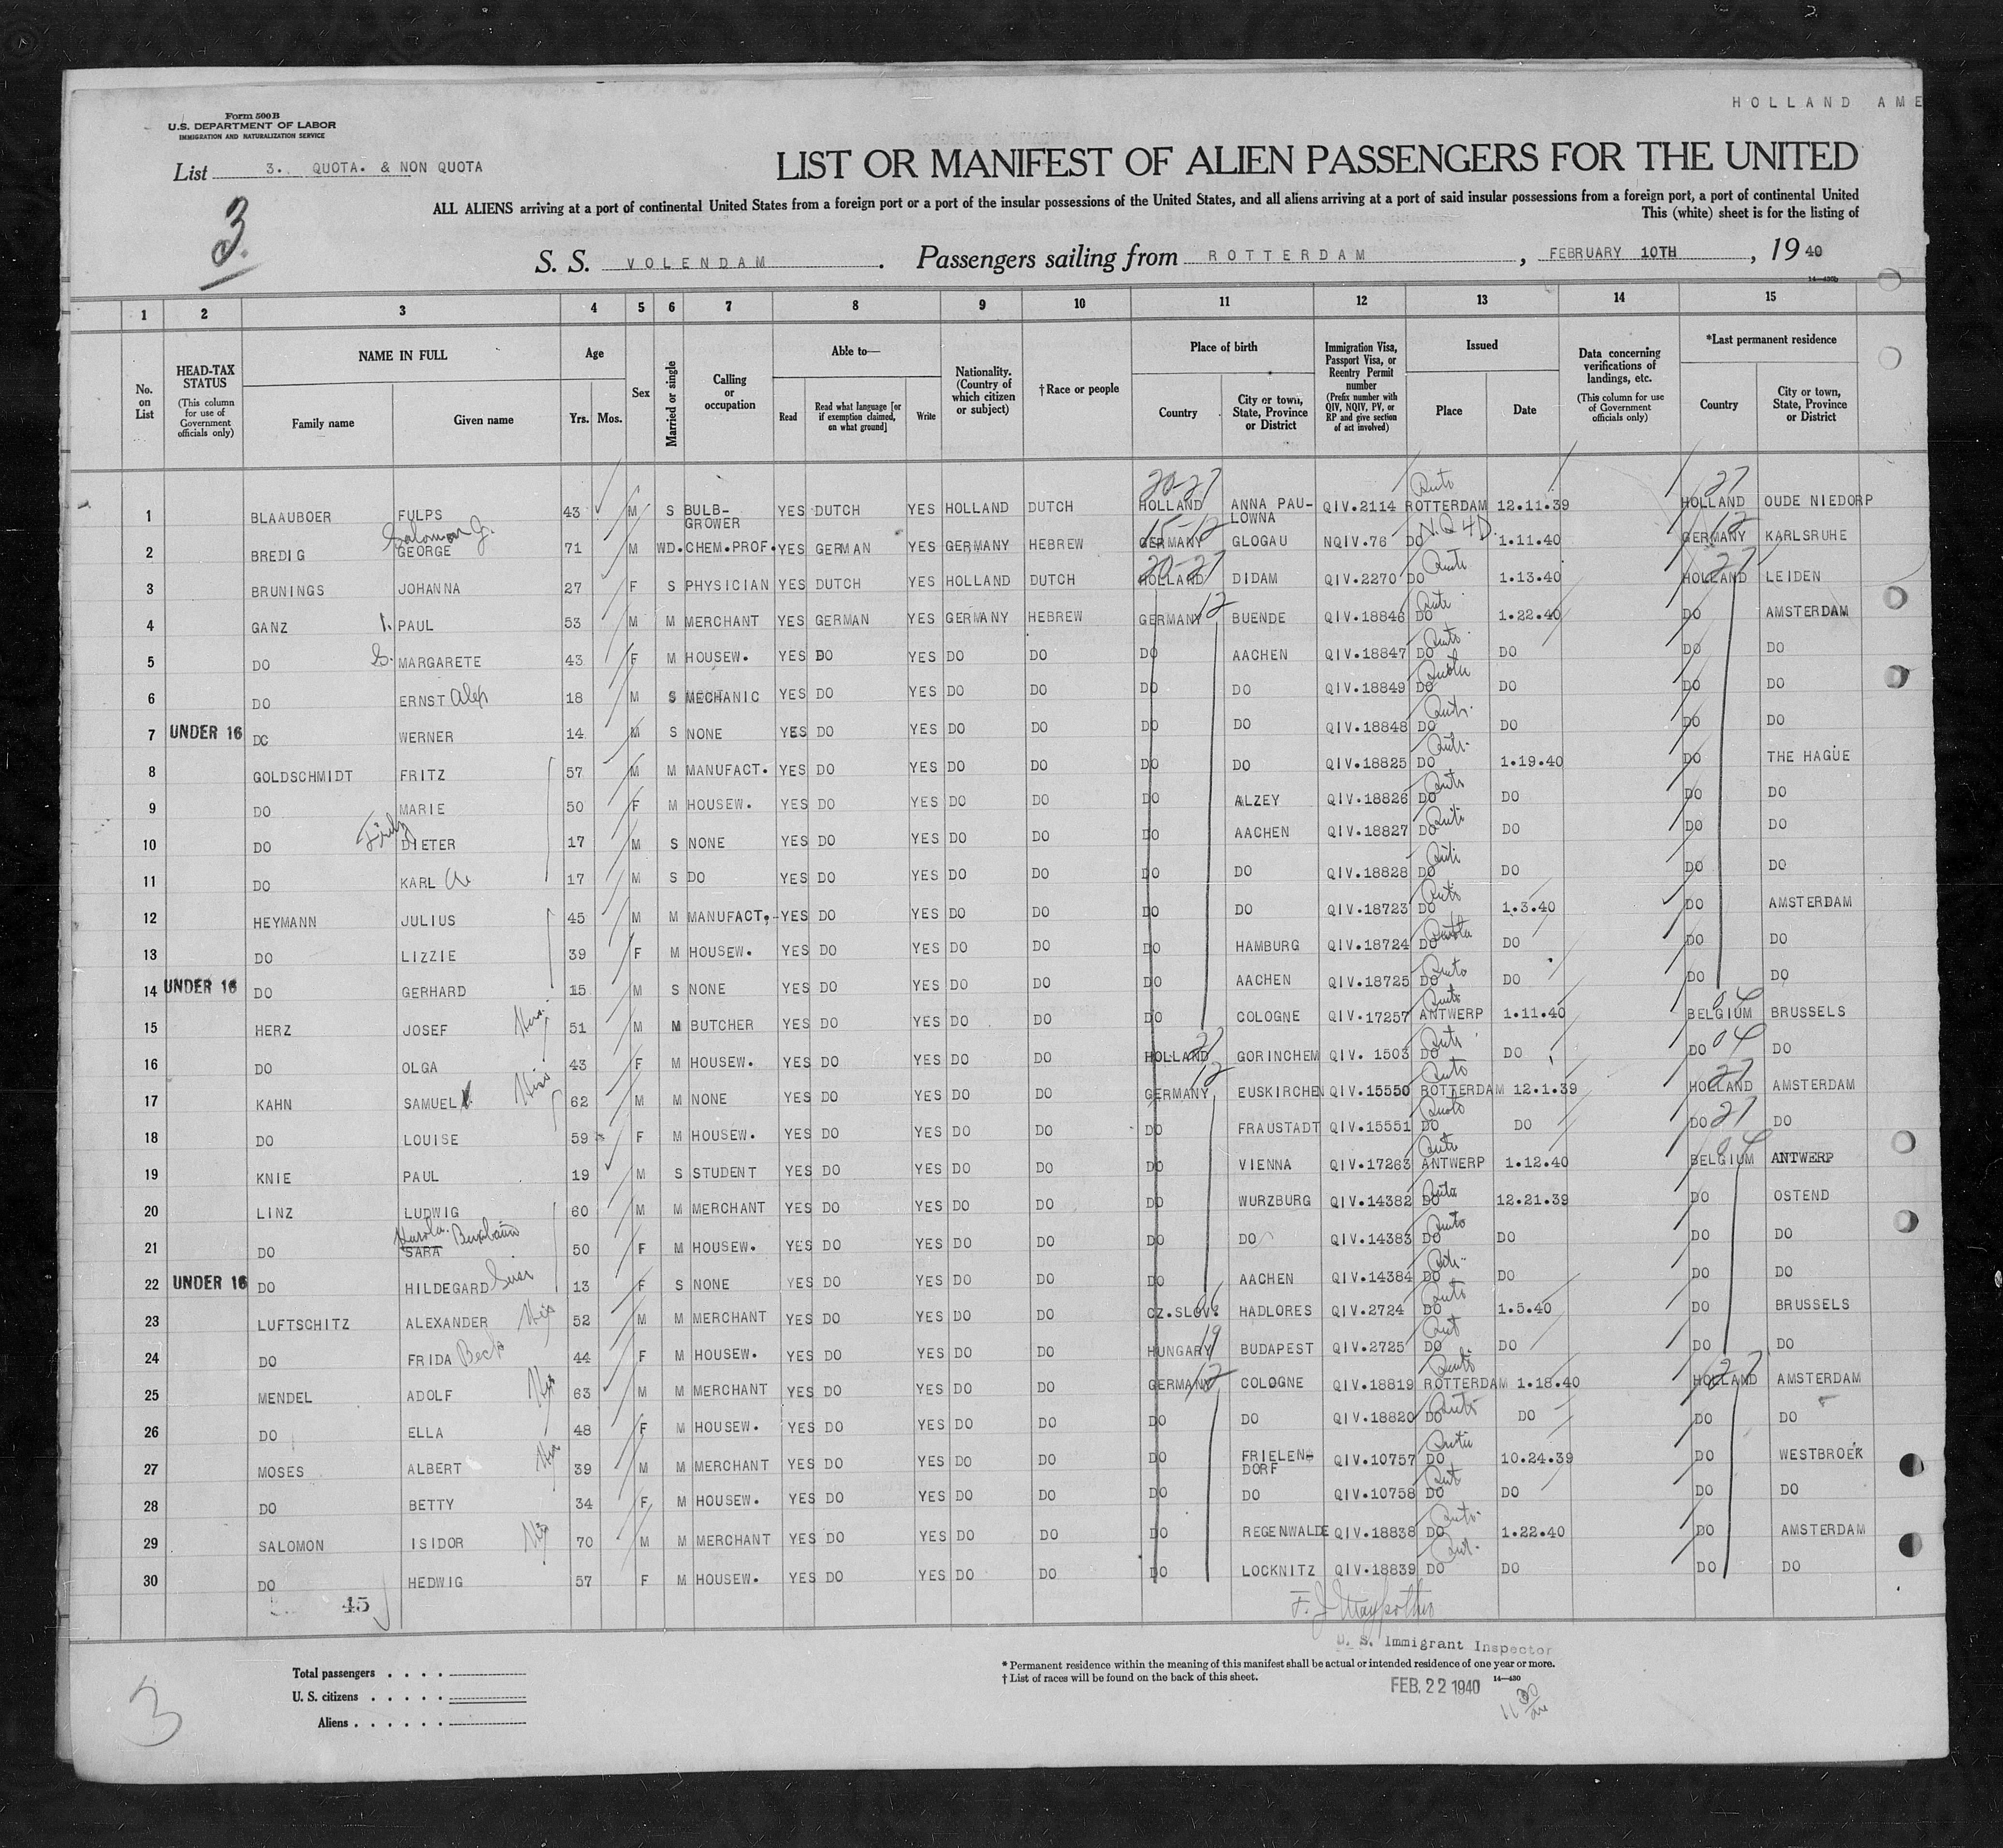 HOLLAND AME
Form 500 B
U.S. DEPARTMENT OF LABOR
IMMIGRATION AND NATURALIZATION SERVICE
List 3. QUOTA. & NON QUOTA
3.
LIST OR MANIFEST OF ALIEN PASSENGERS FOR THE UNITED
ALL ALIENS arriving at a port of continental United States from a foreign port or a port of the insular possessions of the United States, and all aliens arriving at a port of said insular possessions from a foreign port, a port of continental United
This (white) sheet is for the listing of
S. S. VOLENDAM . Passengers sailing from ROTTERDAM , FEBRUARY 10TH , 19 40
14—430b
1 2 3 4 5 6 7 8 9 10 11 12 13 14 15
No. on List
HEAD-TAX STATUS (This column for use of Government officials only)
NAME IN FULL Family name Given name
Age Yrs. Mos.
Sex
Married or single
Calling or occupation
Able to— Read Read what language [or if exemption claimed, on what ground] Write
Nationality. (Country of which citizen or subject)
† Race or people
Place of birth Country City or town, State, Province or District
Immigration Visa, Passport Visa, or Reentry Permit number (Prefix number with QIV, NQIV, PV, or RP and give section of act involved)
Issued Place Date
Data concerning verifications of landings, etc. (This column for use of Government officials only)
*Last permanent residence Country City or town, State, Province or District
1 BLAAUBOER FULPS 43 M S BULB-GROWER YES DUTCH YES HOLLAND DUTCH 20-27 HOLLAND ANNA PAULOWNA QIV.2114 ROTTERDAM 12.11.39 27 HOLLAND OUDE NIEDORP
2 BREDIG Salomon J. GEORGE 71 M WD. CHEM.PROF. YES GERMAN YES GERMANY HEBREW 15-12 GERMANY GLOGAU NQIV.76 DO NQ 4D 1.11.40 12 GERMANY KARLSRUHE
3 BRUNINGS JOHANNA 27 F S PHYSICIAN YES DUTCH YES HOLLAND DUTCH 20-27 HOLLAND DIDAM QIV.2270 DO 1.13.40 27 HOLLAND LEIDEN
4 GANZ PAUL 53 M M MERCHANT YES GERMAN YES GERMANY HEBREW GERMANY 12 BUENDE QIV.18846 DO 1.22.40 DO AMSTERDAM
5 DO MARGARETE 43 F M HOUSEW. YES DO YES DO DO DO AACHEN QIV.18847 DO DO DO DO
6 DO ERNST Alex 18 M S MECHANIC YES DO YES DO DO DO DO QIV.18849 DO DO DO DO
7 UNDER 16 DO WERNER 14 M S NONE YES DO YES DO DO DO DO QIV.18848 DO DO DO DO
8 GOLDSCHMIDT FRITZ 57 M M MANUFACT. YES DO YES DO DO DO DO QIV.18825 DO 1.19.40 DO THE HAGUE
9 DO MARIE 50 F M HOUSEW. YES DO YES DO DO DO ALZEY QIV.18826 DO DO DO DO
10 DO DIETER 17 M S NONE YES DO YES DO DO DO AACHEN QIV.18827 DO DO DO DO
11 DO KARL 17 M S DO YES DO YES DO DO DO DO QIV.18828 DO DO DO DO
12 HEYMANN JULIUS 45 M M MANUFACT. YES DO YES DO DO DO DO QIV.18723 DO 1.3.40 DO AMSTERDAM
13 DO LIZZIE 39 F M HOUSEW. YES DO YES DO DO DO HAMBURG QIV.18724 DO DO DO DO
14 UNDER 16 DO GERHARD 15 M S NONE YES DO YES DO DO DO AACHEN QIV.18725 DO DO DO DO
15 HERZ JOSEF 51 M M BUTCHER YES DO YES DO DO DO COLOGNE QIV.17257 ANTWERP 1.11.40 04 BELGIUM BRUSSELS
16 DO OLGA 43 F M HOUSEW. YES DO YES DO DO HOLLAND 21 GORINCHEM QIV. 1503 DO DO DO 04 DO
17 KAHN SAMUEL 62 M M NONE YES DO YES DO DO GERMANY 12 EUSKIRCHEN QIV.15550 ROTTERDAM 12.1.39 27 HOLLAND AMSTERDAM
18 DO LOUISE 59 F M HOUSEW. YES DO YES DO DO DO FRAUSTADT QIV.15551 DO DO DO 27 DO
19 KNIE PAUL 19 M S STUDENT YES DO YES DO DO DO VIENNA QIV.17263 ANTWERP 1.12.40 04 BELGIUM ANTWERP
20 LINZ LUDWIG 60 M M MERCHANT YES DO YES DO DO DO WURZBURG QIV.14382 DO 12.21.39 DO OSTEND
21 DO SARA 50 F M HOUSEW. YES DO YES DO DO DO DO QIV.14383 DO DO DO DO
22 UNDER 16 DO HILDEGARD Susi 13 F S NONE YES DO YES DO DO DO AACHEN QIV.14384 DO DO DO DO
23 LUFTSCHITZ ALEXANDER 52 M M MERCHANT YES DO YES DO DO CZ.SLOV. HADLORES QIV.2724 DO 1.5.40 DO BRUSSELS
24 DO FRIDA Beck 44 F M HOUSEW. YES DO YES DO DO HUNGARY 19 BUDAPEST QIV.2725 DO DO DO DO
25 MENDEL ADOLF 63 M M MERCHANT YES DO YES DO DO GERMANY 12 COLOGNE QIV.18819 ROTTERDAM 1.18.40 27 HOLLAND AMSTERDAM
26 DO ELLA 48 F M HOUSEW. YES DO YES DO DO DO DO QIV.18820 DO DO DO DO
27 MOSES ALBERT 39 M M MERCHANT YES DO YES DO DO DO FRIELENDORF QIV.10757 DO 10.24.39 DO WESTBROEK
28 DO BETTY 34 F M HOUSEW. YES DO YES DO DO DO DO QIV.10758 DO DO DO DO
29 SALOMON ISIDOR 70 M M MERCHANT YES DO YES DO DO DO REGENWALDE QIV.18838 DO 1.22.40 DO AMSTERDAM
30 DO HEDWIG 57 F M HOUSEW. YES DO YES DO DO DO LOCKNITZ QIV.18839 DO DO DO DO
45
U. S. Immigrant Inspector
Total passengers
U. S. citizens
Aliens
* Permanent residence within the meaning of this manifest shall be actual or intended residence of one year or more.
† List of races will be found on the back of this sheet.
14—430
FEB. 22 1940
11 30 am
3